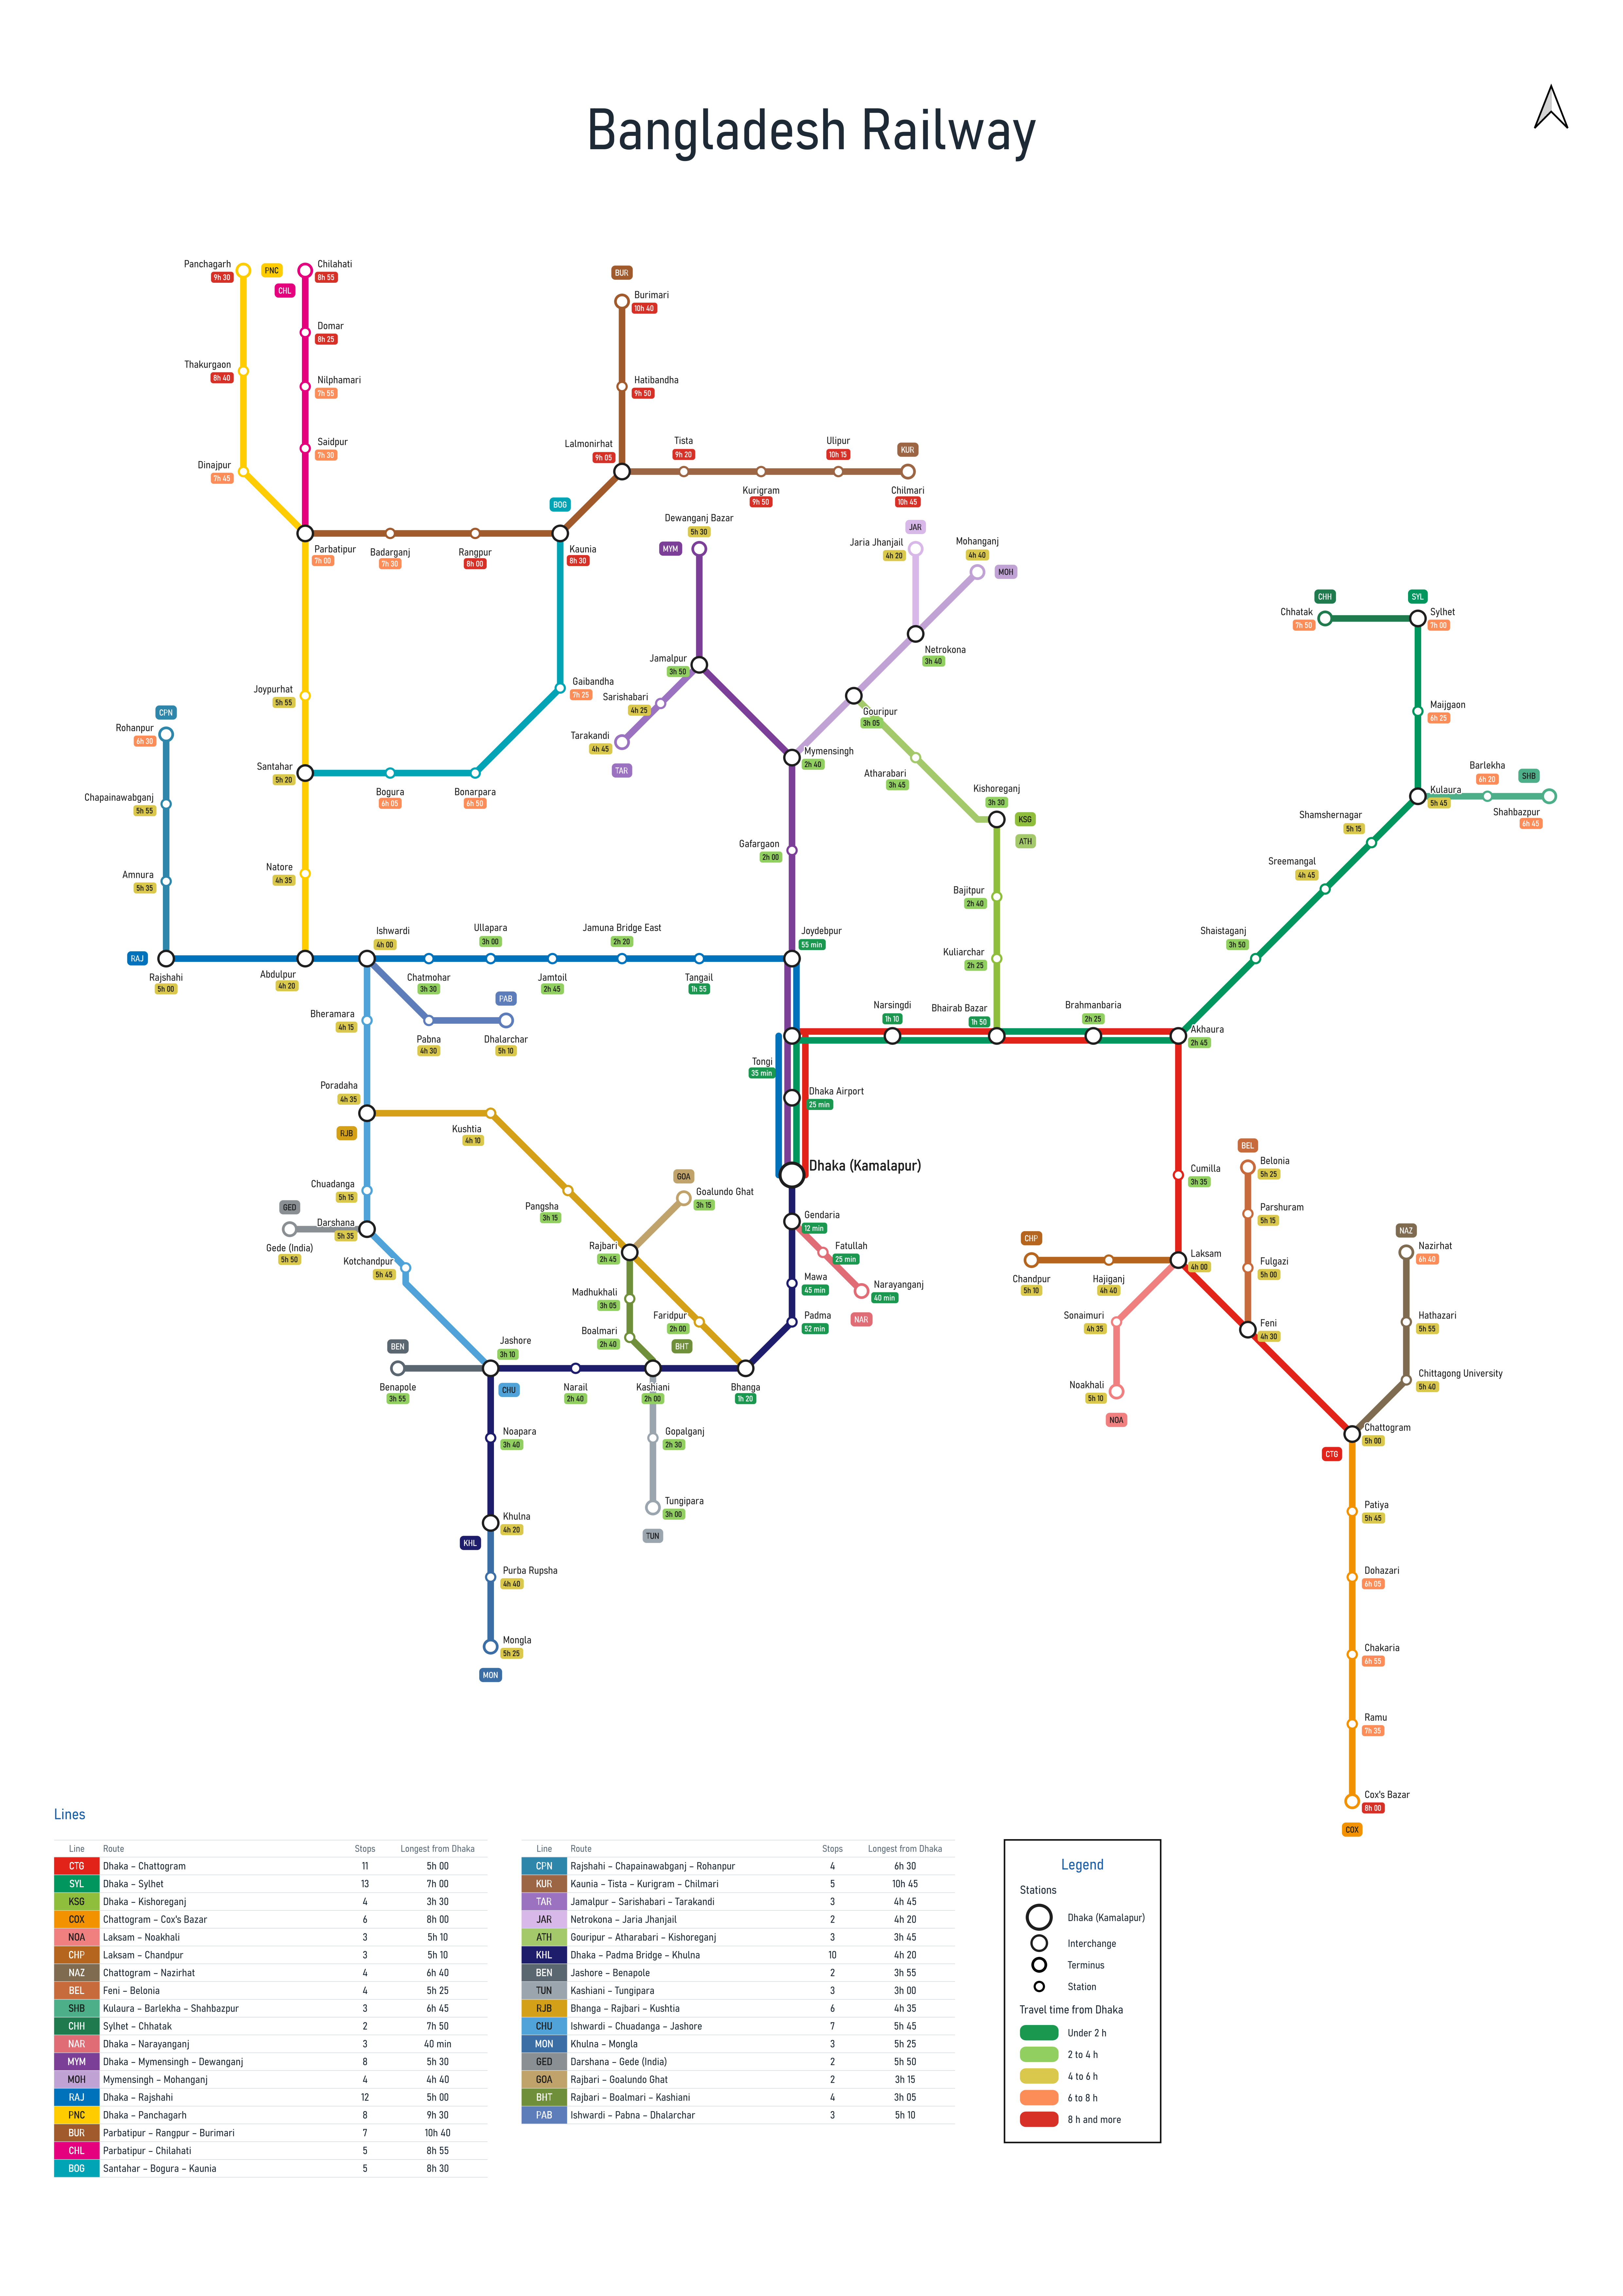 Bangladesh Railway
Panchagarh
9h 30
PNC
Chilahati
8h 55
CHL
BUR
Burimari
10h 40
Domar
8h 25
Thakurgaon
8h 40
Nilphamari
7h 55
Hatibandha
9h 50
Saidpur
7h 30
Lalmonirhat
9h 05
Tista
9h 20
Ulipur
10h 15
KUR
Dinajpur
7h 45
Kurigram
9h 50
Chilmari
10h 45
BOG
Dewanganj Bazar
5h 30
JAR
Parbatipur
7h 00
Badarganj
7h 30
Rangpur
8h 00
Kaunia
8h 30
MYM
Jaria Jhanjail
4h 20
Mohanganj
4h 40
MOH
CHH
SYL
Chhatak
7h 50
Sylhet
7h 00
Netrokona
3h 40
Jamalpur
3h 50
Joypurhat
5h 55
Gaibandha
7h 25
Sarishabari
4h 25
Gouripur
3h 05
Maijgaon
6h 25
CPN
Rohanpur
6h 30
Tarakandi
4h 45
TAR
Mymensingh
2h 40
Santahar
5h 20
Atharabari
3h 45
Barlekha
6h 20
SHB
Bogura
6h 05
Bonarpara
6h 50
Kishoreganj
3h 30
KSG
ATH
Kulaura
5h 45
Shahbazpur
6h 45
Chapainawabganj
5h 55
Shamshernagar
5h 15
Gafargaon
2h 00
Sreemangal
4h 45
Amnura
5h 35
Natore
4h 35
Bajitpur
2h 40
Ishwardi
4h 00
Ullapara
3h 00
Jamuna Bridge East
2h 20
Joydebpur
55 min
Shaistaganj
3h 50
Kuliarchar
2h 25
RAJ
Rajshahi
5h 00
Abdulpur
4h 20
Chatmohar
3h 30
Jamtoil
2h 45
Tangail
1h 55
PAB
Bheramara
4h 15
Narsingdi
1h 10
Bhairab Bazar
1h 50
Brahmanbaria
2h 25
Akhaura
2h 45
Pabna
4h 30
Dhalarchar
5h 10
Tongi
35 min
Poradaha
4h 35
Dhaka Airport
25 min
RJB
Kushtia
4h 10
BEL
Dhaka (Kamalapur)
Belonia
5h 25
Cumilla
3h 35
Chuadanga
5h 15
GOA
Goalundo Ghat
3h 15
Pangsha
3h 15
GED
Parshuram
5h 15
Darshana
5h 35
Gendaria
12 min
NAZ
Gede (India)
5h 50
Rajbari
2h 45
Fatullah
25 min
CHP
Nazirhat
6h 40
Laksam
4h 00
Kotchandpur
5h 45
Mawa
45 min
Narayanganj
40 min
Chandpur
5h 10
Hajiganj
4h 40
Fulgazi
5h 00
Madhukhali
3h 05
NAR
Sonaimuri
4h 35
Faridpur
2h 00
Padma
52 min
Feni
4h 30
Hathazari
5h 55
Boalmari
2h 40
BEN
Jashore
3h 10
BHT
Benapole
3h 55
CHU
Narail
2h 40
Kashiani
2h 00
Bhanga
1h 20
Noakhali
5h 10
Chittagong University
5h 40
NOA
Noapara
3h 40
Gopalganj
2h 30
Chattogram
5h 00
CTG
Tungipara
3h 00
TUN
Patiya
5h 45
Khulna
4h 20
KHL
Purba Rupsha
4h 40
Dohazari
6h 05
Mongla
5h 25
MON
Chakaria
6h 55
Ramu
7h 35
Cox's Bazar
8h 00
COX
Lines
Line Route Stops Longest from Dhaka
CTG Dhaka – Chattogram 11 5h 00
SYL Dhaka – Sylhet 13 7h 00
KSG Dhaka – Kishoreganj 4 3h 30
COX Chattogram – Cox's Bazar 6 8h 00
NOA Laksam – Noakhali 3 5h 10
CHP Laksam – Chandpur 3 5h 10
NAZ Chattogram – Nazirhat 4 6h 40
BEL Feni – Belonia 4 5h 25
SHB Kulaura – Barlekha – Shahbazpur 3 6h 45
CHH Sylhet – Chhatak 2 7h 50
NAR Dhaka – Narayanganj 3 40 min
MYM Dhaka – Mymensingh – Dewanganj 8 5h 30
MOH Mymensingh – Mohanganj 4 4h 40
RAJ Dhaka – Rajshahi 12 5h 00
PNC Dhaka – Panchagarh 8 9h 30
BUR Parbatipur – Rangpur – Burimari 7 10h 40
CHL Parbatipur – Chilahati 5 8h 55
BOG Santahar – Bogura – Kaunia 5 8h 30
Line Route Stops Longest from Dhaka
CPN Rajshahi – Chapainawabganj – Rohanpur 4 6h 30
KUR Kaunia – Tista – Kurigram – Chilmari 5 10h 45
TAR Jamalpur – Sarishabari – Tarakandi 3 4h 45
JAR Netrokona – Jaria Jhanjail 2 4h 20
ATH Gouripur – Atharabari – Kishoreganj 3 3h 45
KHL Dhaka – Padma Bridge – Khulna 10 4h 20
BEN Jashore – Benapole 2 3h 55
TUN Kashiani – Tungipara 3 3h 00
RJB Bhanga – Rajbari – Kushtia 6 4h 35
CHU Ishwardi – Chuadanga – Jashore 7 5h 45
MON Khulna – Mongla 3 5h 25
GED Darshana – Gede (India) 2 5h 50
GOA Rajbari – Goalundo Ghat 2 3h 15
BHT Rajbari – Boalmari – Kashiani 4 3h 05
PAB Ishwardi – Pabna – Dhalarchar 3 5h 10
Legend
Stations
Dhaka (Kamalapur)
Interchange
Terminus
Station
Travel time from Dhaka
Under 2 h
2 to 4 h
4 to 6 h
6 to 8 h
8 h and more